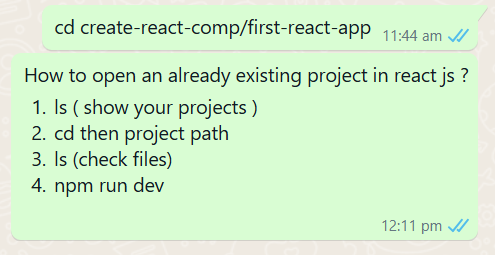 cd create-react-comp/first-react-app
11:44 am
How to open an already existing project in react js ?
1. ls ( show your projects )
2. cd then project path
3. ls (check files)
4. npm run dev
12:11 pm